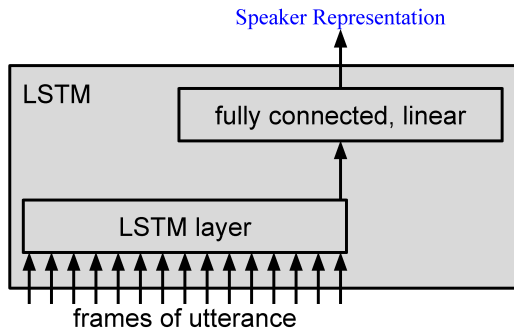 Speaker Representation
LSTM
fully connected, linear
LSTM layer
frames of utterance